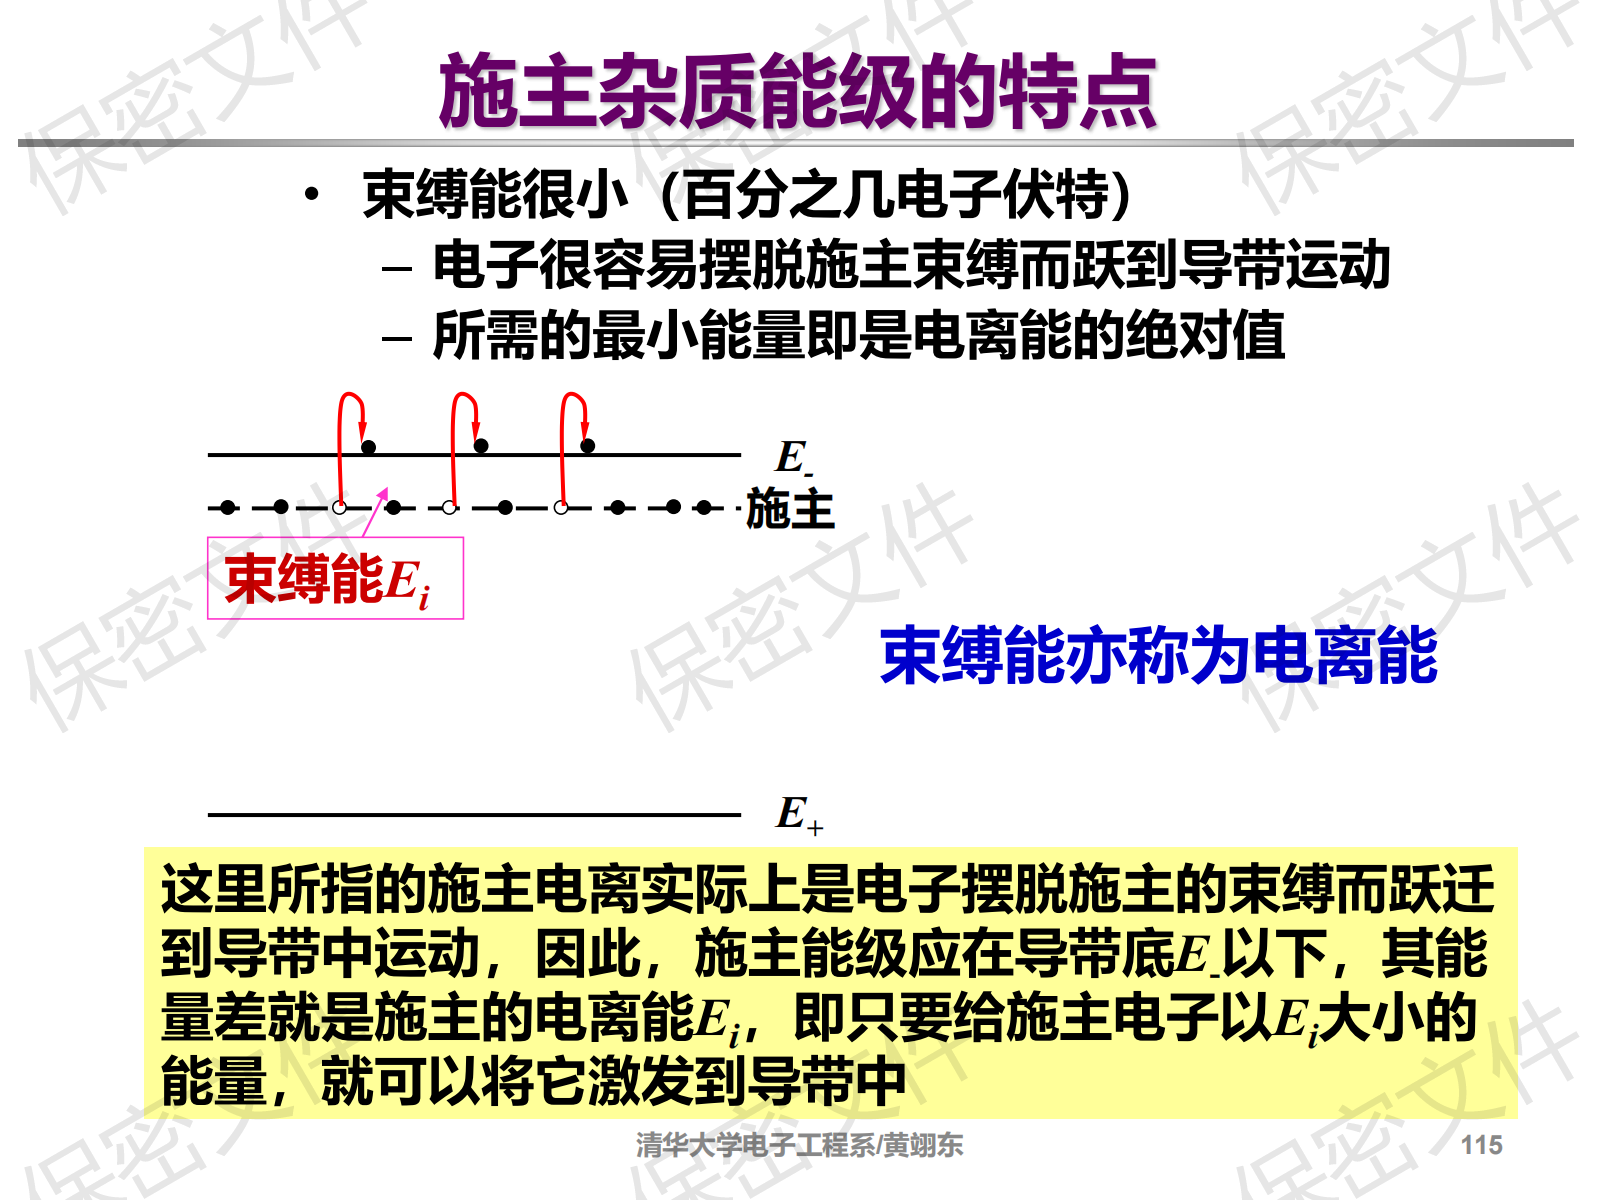 施主杂质能级的特点
• 束缚能很小（百分之几电子伏特）
– 电子很容易摆脱施主束缚而跃到导带运动
– 所需的最小能量即是电离能的绝对值
E-
施主
束缚能Ei
束缚能亦称为电离能
E+
这里所指的施主电离实际上是电子摆脱施主的束缚而跃迁
到导带中运动，因此，施主能级应在导带底E-以下，其能
量差就是施主的电离能Ei，即只要给施主电子以Ei大小的
能量，就可以将它激发到导带中
清华大学电子工程系/黄翊东
115
保密文件
保密文件
保密文件
保密文件
保密文件
保密文件
保密文件
保密文件
保密文件